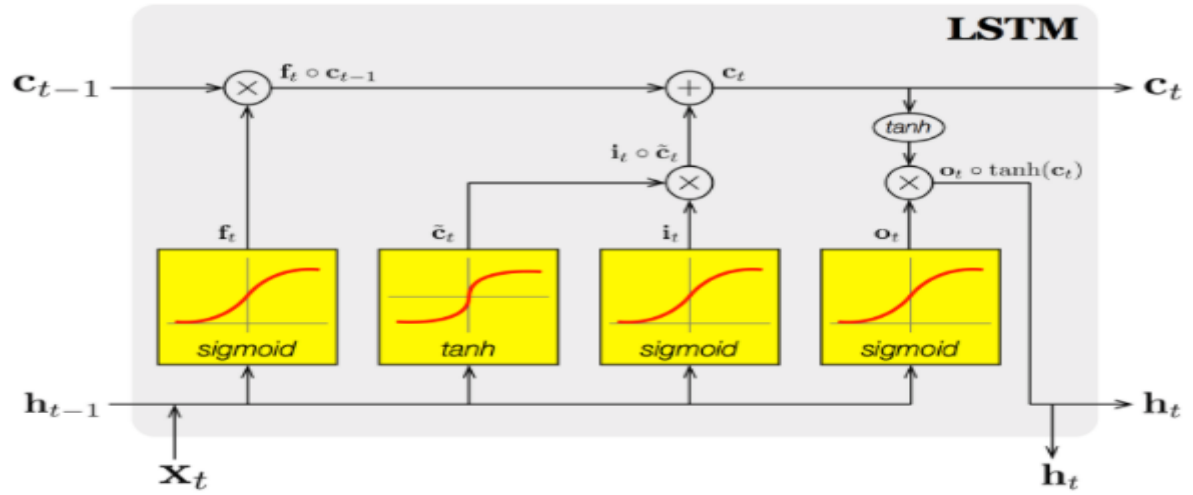 LSTM
c_{t−1}
f_t ∘ c_{t−1}
c_t
c_t
tanh
i_t ∘ c̃_t
o_t ∘ tanh(c_t)
f_t
c̃_t
i_t
o_t
sigmoid
tanh
sigmoid
sigmoid
h_{t−1}
h_t
x_t
h_t